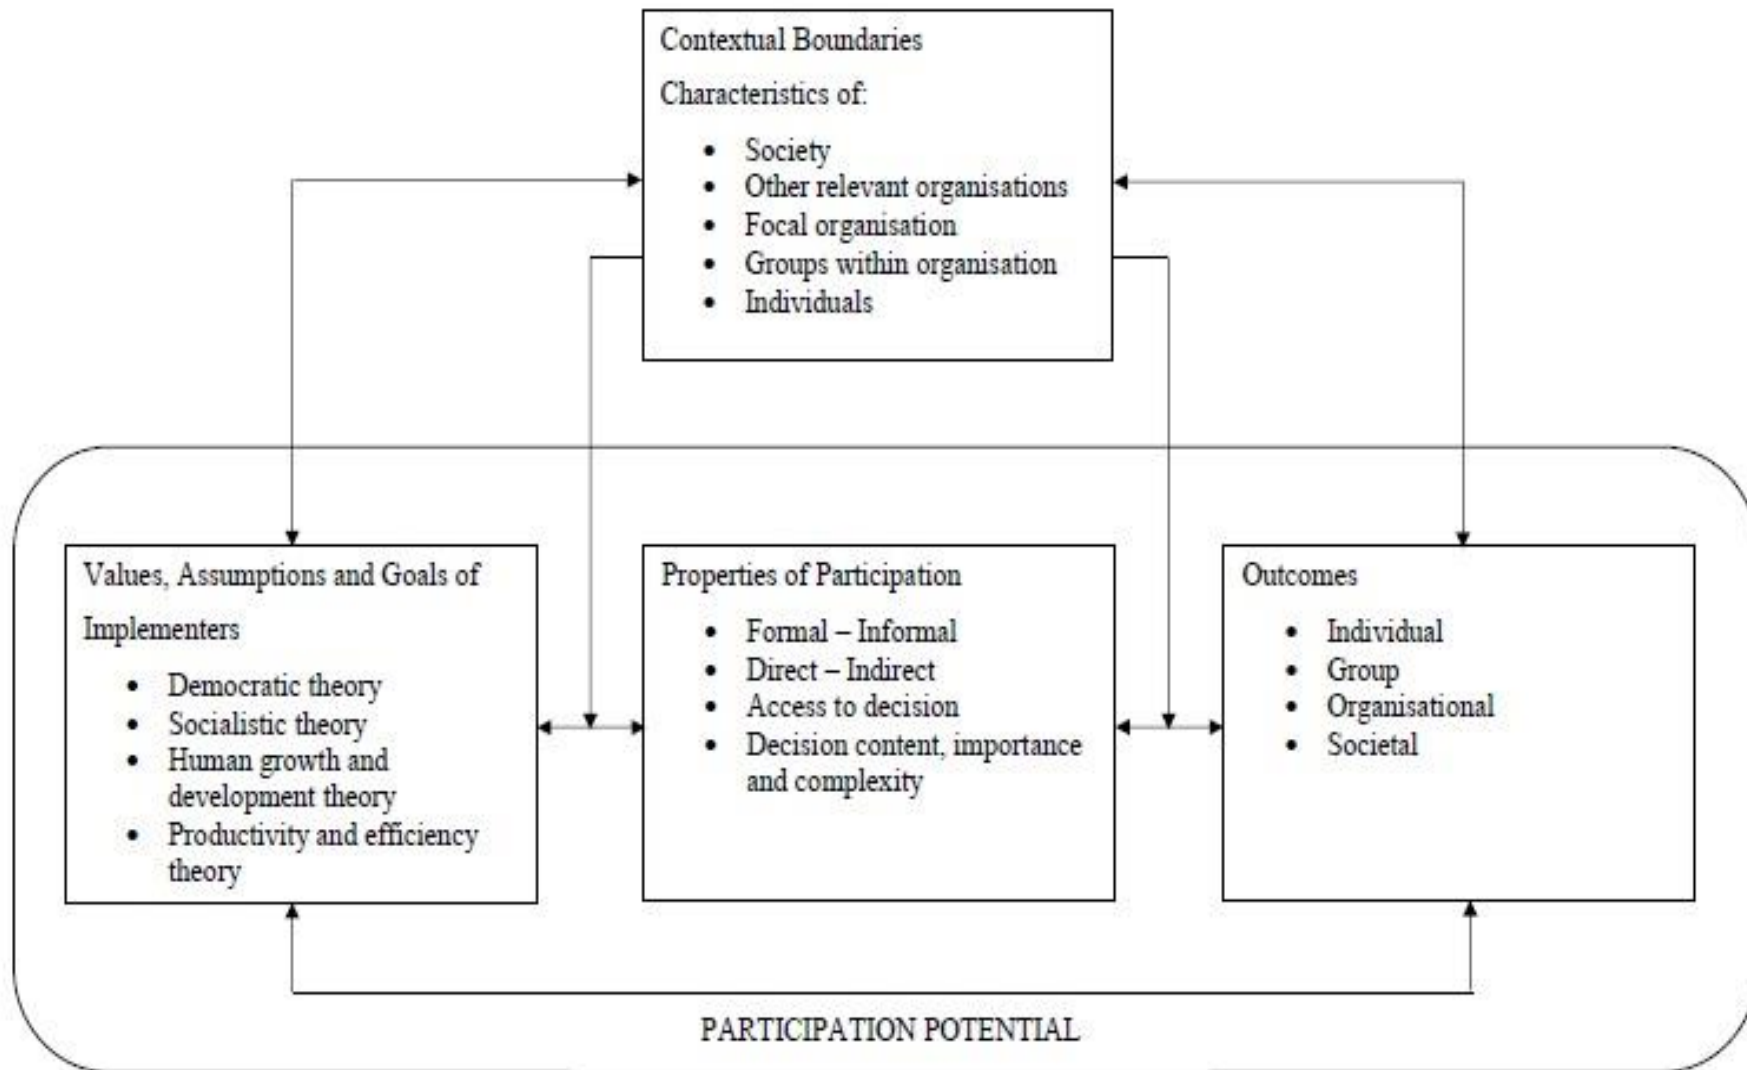 Contextual Boundaries
Characteristics of:
• Society
• Other relevant organisations
• Focal organisation
• Groups within organisation
• Individuals
Values, Assumptions and Goals of
Implementers
• Democratic theory
• Socialistic theory
• Human growth and
development theory
• Productivity and efficiency
theory
Properties of Participation
• Formal – Informal
• Direct – Indirect
• Access to decision
• Decision content, importance
and complexity
Outcomes
• Individual
• Group
• Organisational
• Societal
PARTICIPATION POTENTIAL